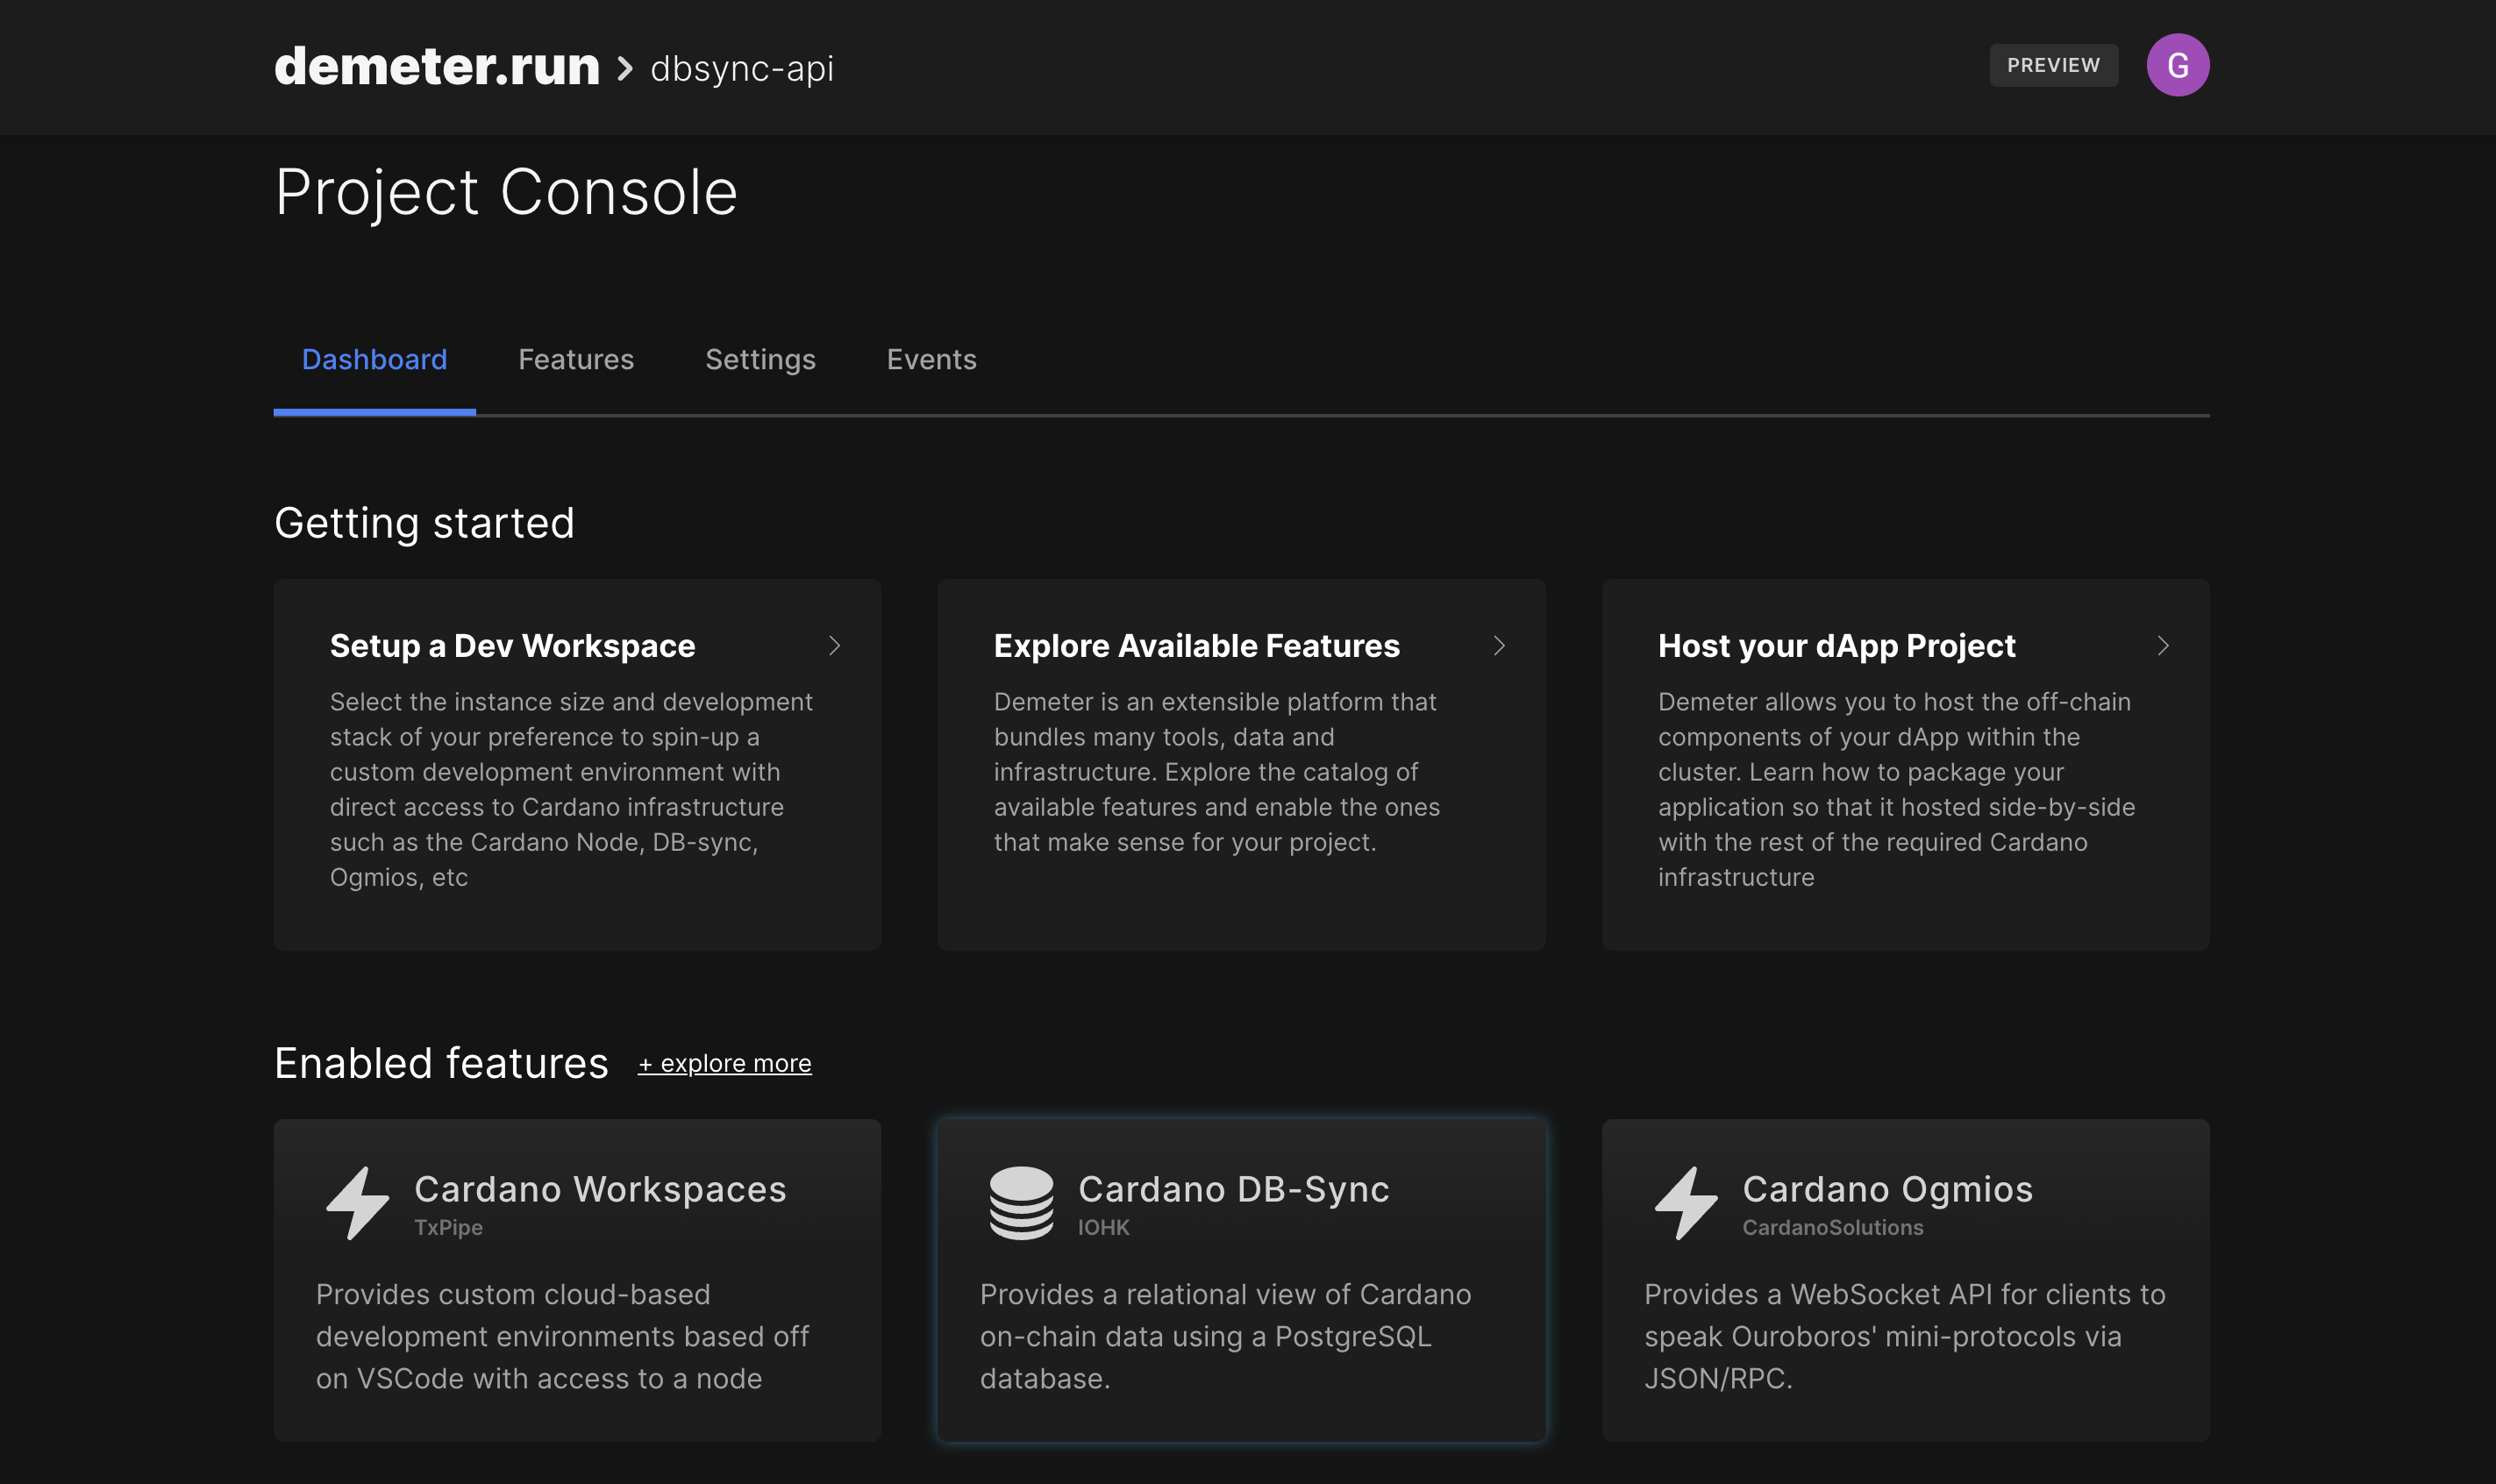 demeter.run > dbsync-api
PREVIEW
G
Project Console
Dashboard
Features
Settings
Events
Getting started
Setup a Dev Workspace
Select the instance size and development
stack of your preference to spin-up a
custom development environment with
direct access to Cardano infrastructure
such as the Cardano Node, DB-sync,
Ogmios, etc
Explore Available Features
Demeter is an extensible platform that
bundles many tools, data and
infrastructure. Explore the catalog of
available features and enable the ones
that make sense for your project.
Host your dApp Project
Demeter allows you to host the off-chain
components of your dApp within the
cluster. Learn how to package your
application so that it hosted side-by-side
with the rest of the required Cardano
infrastructure
Enabled features
+ explore more
Cardano Workspaces
TxPipe
Provides custom cloud-based
development environments based off
on VSCode with access to a node
Cardano DB-Sync
IOHK
Provides a relational view of Cardano
on-chain data using a PostgreSQL
database.
Cardano Ogmios
CardanoSolutions
Provides a WebSocket API for clients to
speak Ouroboros' mini-protocols via
JSON/RPC.